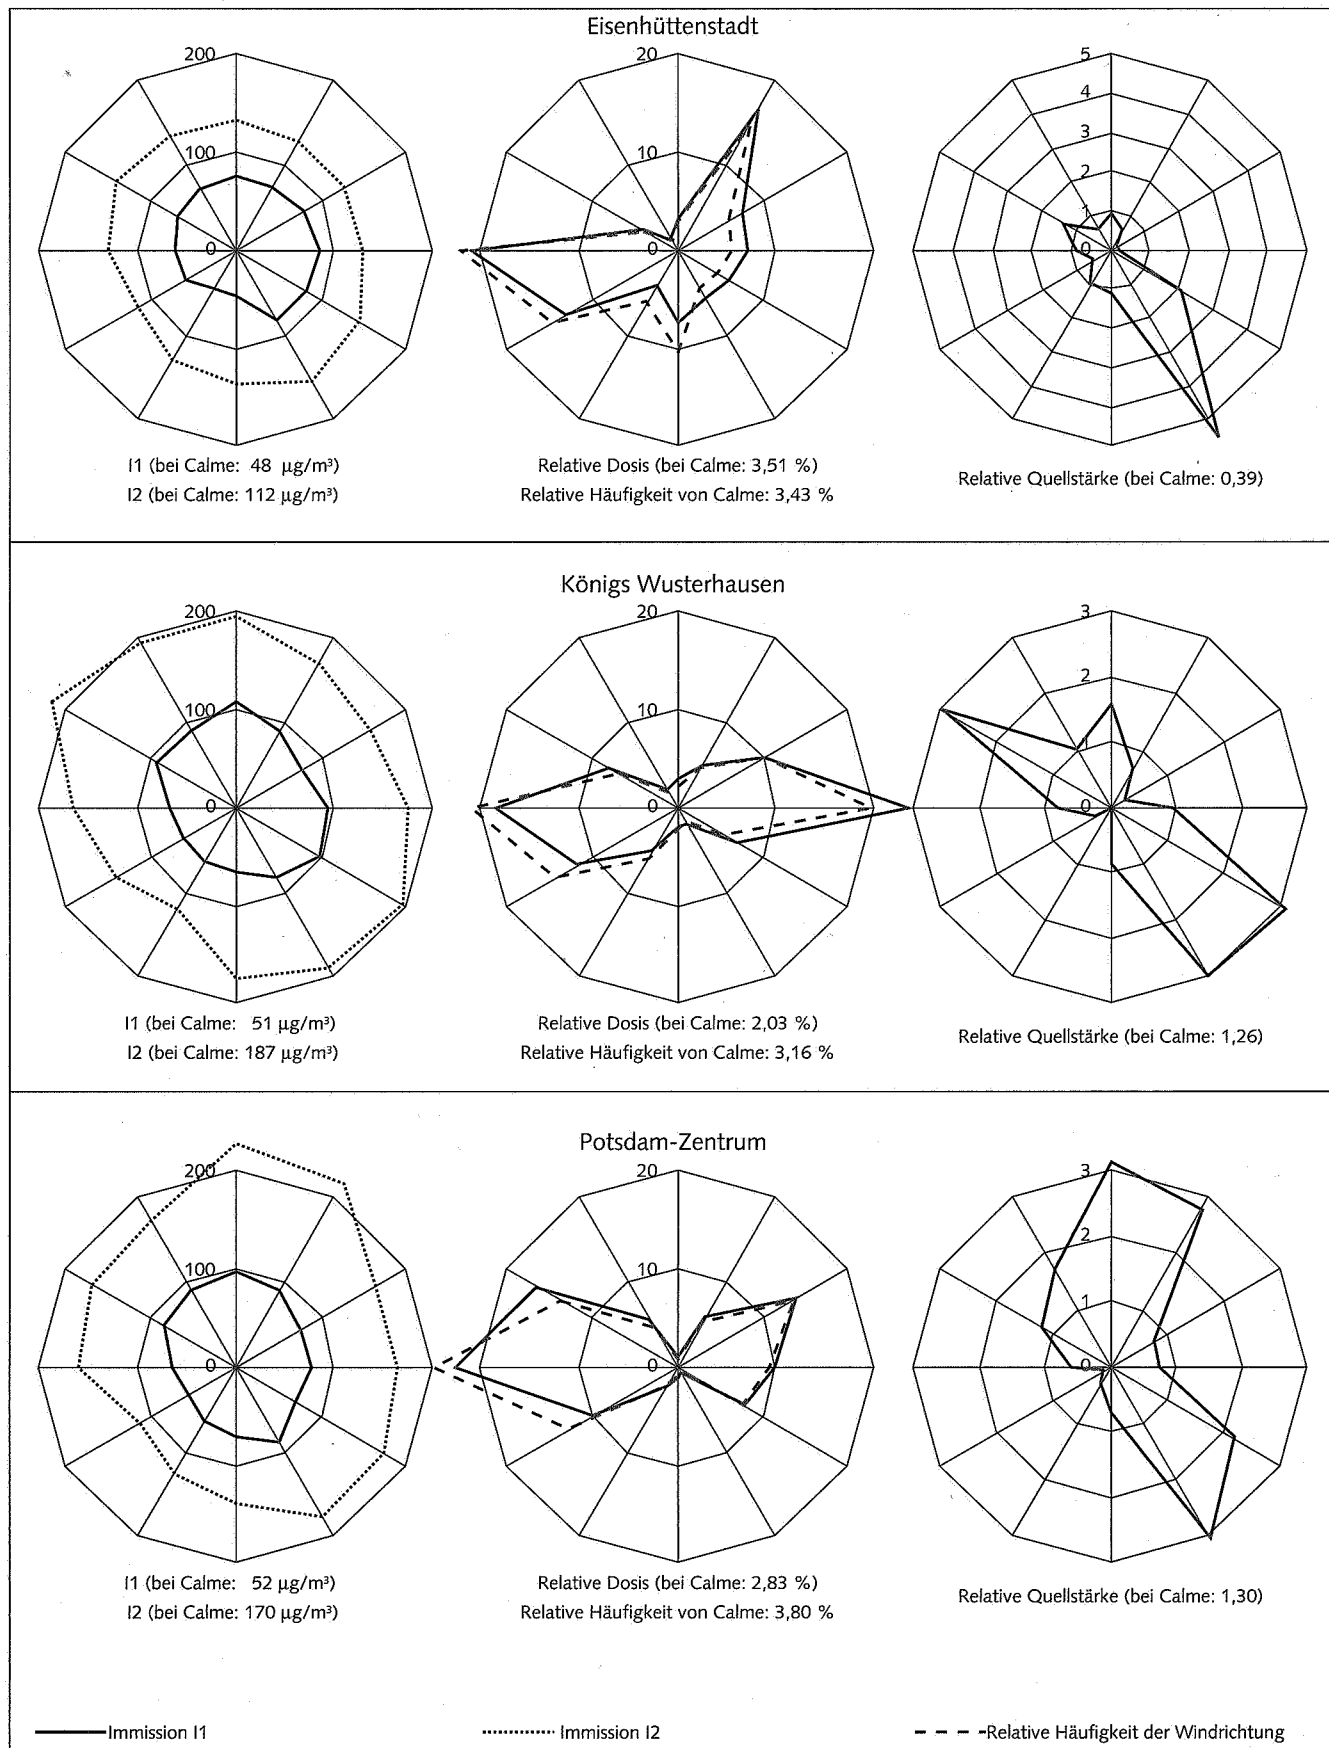 Eisenhüttenstadt
200
100
0
20
10
0
5
4
3
2
1
0
I1 (bei Calme: 48 µg/m³)
I2 (bei Calme: 112 µg/m³)
Relative Dosis (bei Calme: 3,51 %)
Relative Häufigkeit von Calme: 3,43 %
Relative Quellstärke (bei Calme: 0,39)
Königs Wusterhausen
200
100
0
20
10
0
3
2
1
0
I1 (bei Calme: 51 µg/m³)
I2 (bei Calme: 187 µg/m³)
Relative Dosis (bei Calme: 2,03 %)
Relative Häufigkeit von Calme: 3,16 %
Relative Quellstärke (bei Calme: 1,26)
Potsdam-Zentrum
200
100
0
20
10
0
3
2
1
0
I1 (bei Calme: 52 µg/m³)
I2 (bei Calme: 170 µg/m³)
Relative Dosis (bei Calme: 2,83 %)
Relative Häufigkeit von Calme: 3,80 %
Relative Quellstärke (bei Calme: 1,30)
Immission I1
Immission I2
Relative Häufigkeit der Windrichtung